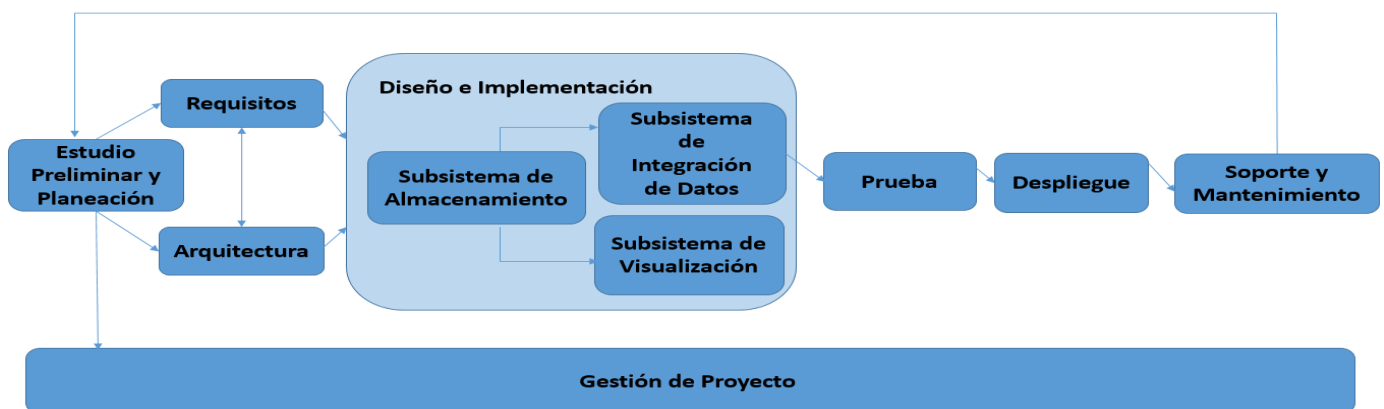 Estudio
Preliminar y
Planeación
Requisitos
Arquitectura
Diseño e Implementación
Subsistema de
Almacenamiento
Subsistema
de
Integración
de Datos
Subsistema de
Visualización
Prueba
Despliegue
Soporte y
Mantenimiento
Gestión de Proyecto